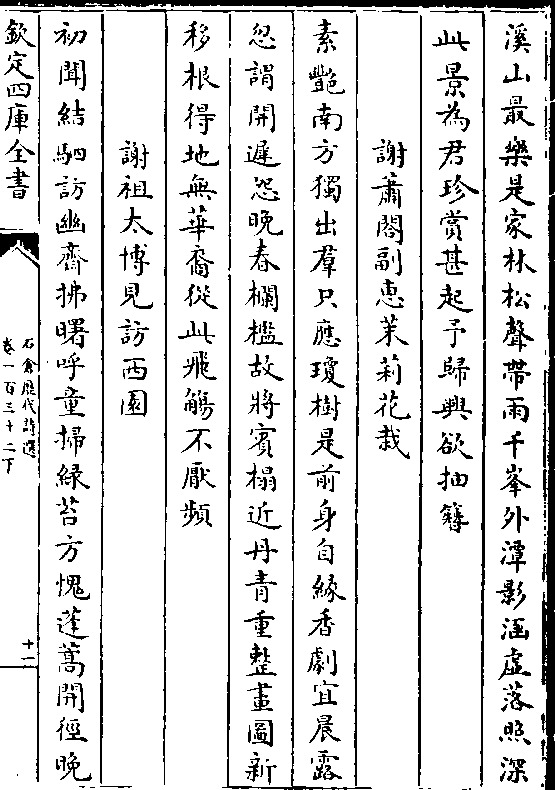 溪山最樂是家林松聲帶雨千峯外潭影涵虛落照深
此景為君珍賞甚起予歸興欲抽簪
謝蕭閣副惠茉莉花栽
素艷南方獨出羣只應瓊樹是前身自緣香劇宜晨露
忽謂開遲怨晚春欄檻故將賓榻近丹青重整畫圖新
移根得地無華裔從此飛觴不厭頻
謝祖太博見訪西園
初聞結駟訪幽齋拂曙呼童掃緑苔方愧蓬蒿開徑晚
欽定四庫全書
石倉歷代詩選
卷一百三十二下
十一